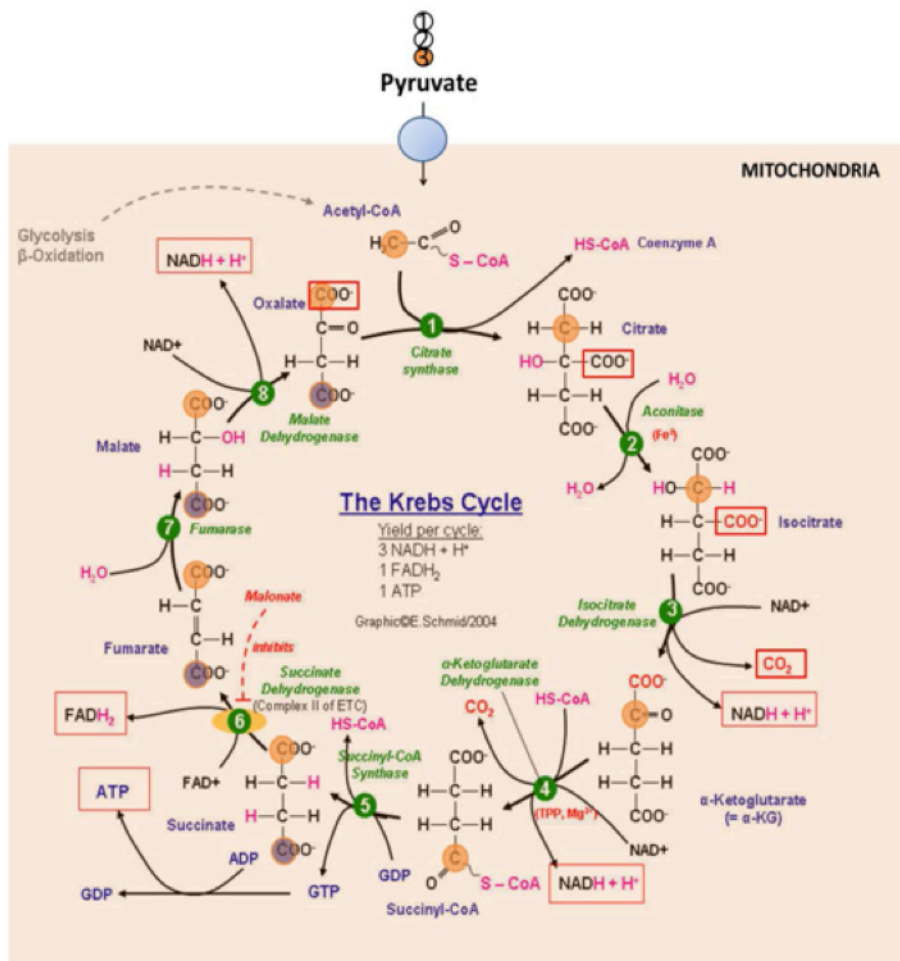 1
2
3
Pyruvate
MITOCHONDRIA
Acetyl-CoA
Glycolysis
β-Oxidation
H₃C–C
O
S – CoA
HS-CoA Coenzyme A
NADH + H⁺
Oxalate
COO⁻
C=O
H–C–H
COO⁻
1
Citrate
synthase
COO⁻
H–C–H
HO–C–COO⁻
H–C–H
COO⁻
Citrate
NAD+
8
Malate
Dehydrogenase
H₂O
Aconitase
(Fe²)
2
H₂O
COO⁻
H–C–OH
H–C–H
COO⁻
Malate
COO⁻
HO–C–H
H–C–COO⁻
H–C–H
COO⁻
Isocitrate
The Krebs Cycle
Yield per cycle:
3 NADH + H⁺
1 FADH₂
1 ATP
Graphic©E.Schmid/2004
7
Fumarase
H₂O
COO⁻
H–C
C–H
COO⁻
Fumarate
Malonate
inhibits
Isocitrate
Dehydrogenase
3
NAD+
CO₂
NADH + H⁺
Succinate
Dehydrogenase
(Complex II of ETC)
6
FADH₂
FAD+
α-Ketoglutarate
Dehydrogenase
HS-CoA
CO₂
COO⁻
C=O
H–C–H
H–C–H
COO⁻
α-Ketoglutarate
(= α-KG)
HS-CoA
Succinyl-CoA
Synthase
5
4
(TPP, Mg²⁺)
NAD+
NADH + H⁺
COO⁻
H–C–H
H–C–H
COO⁻
Succinate
ATP
ADP
GDP
GTP
GDP
COO⁻
H–C–H
H–C–H
C
O
S – CoA
Succinyl-CoA